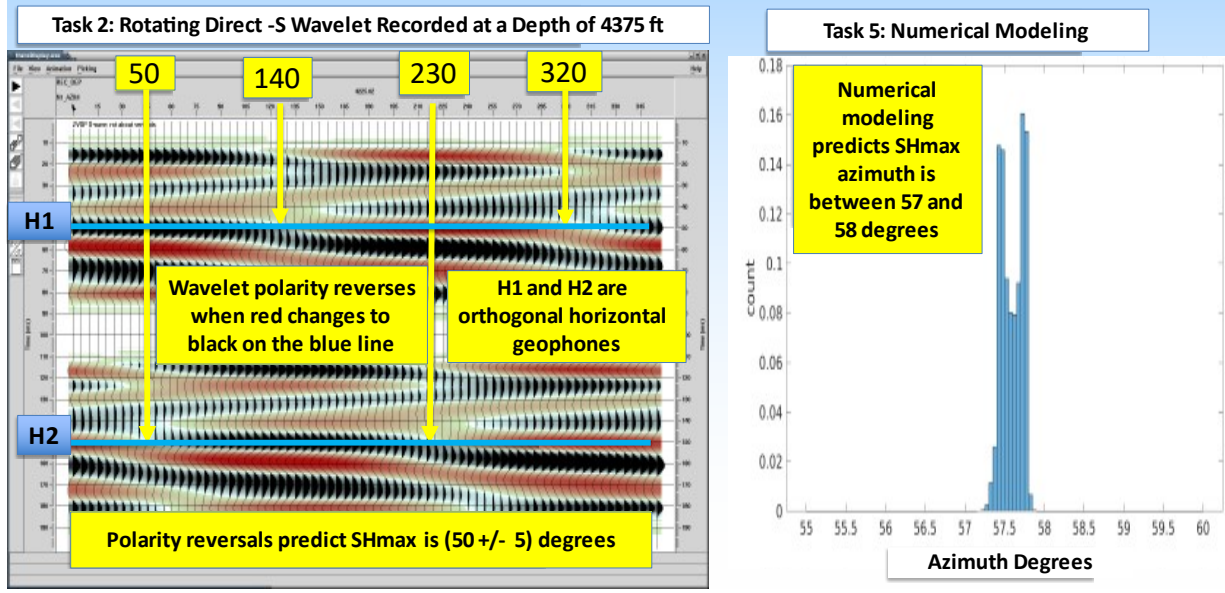 Task 2: Rotating Direct -S Wavelet Recorded at a Depth of 4375 ft
File View Animation Picking
Help
50
140
230
320
H1
H2
Wavelet polarity reverses
when red changes to
black on the blue line
H1 and H2 are
orthogonal horizontal
geophones
Polarity reversals predict SHmax is (50 +/- 5) degrees
Task 5: Numerical Modeling
Numerical
modeling
predicts SHmax
azimuth is
between 57 and
58 degrees
count
0.18
0.16
0.14
0.12
0.1
0.08
0.06
0.04
0.02
0
55 55.5 56 56.5 57 57.5 58 58.5 59 59.5 60
Azimuth Degrees